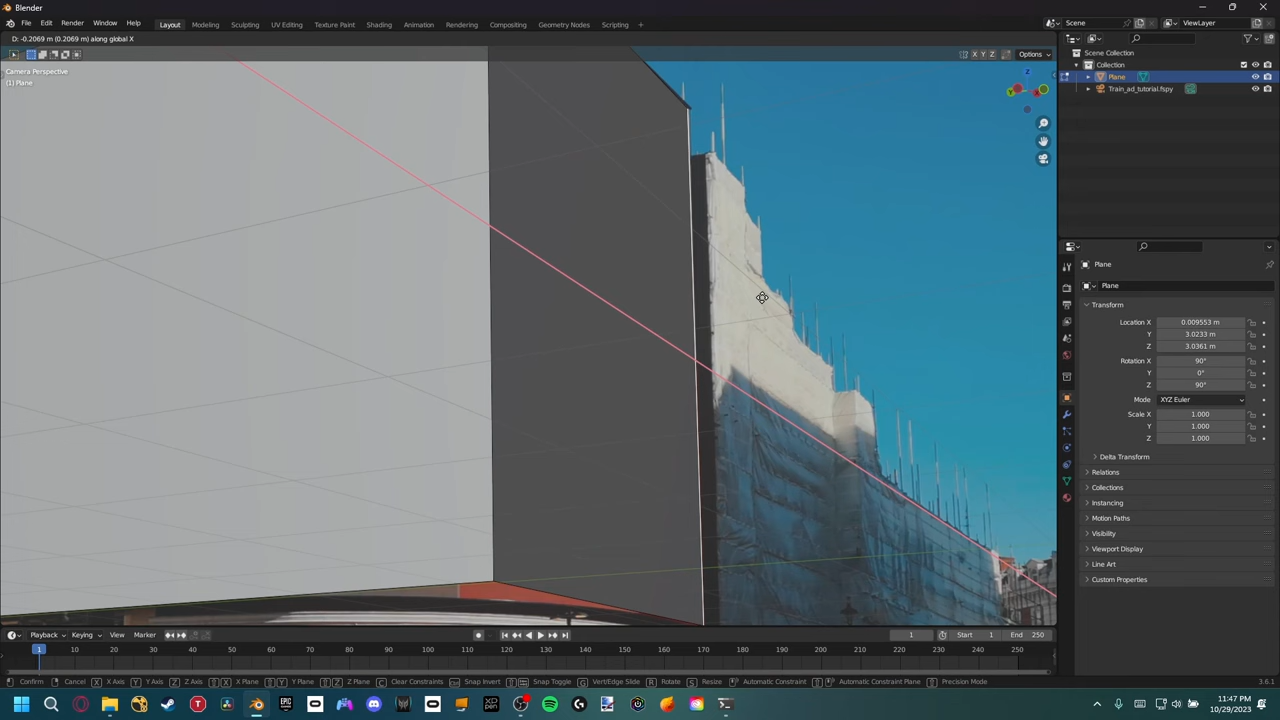 Blender
File Edit Render Window Help Layout Modeling Sculpting UV Editing Texture Paint Shading Animation Rendering Compositing Geometry Nodes Scripting + Scene ViewLayer
D: -0.2069 m (0.2069 m) along global X
X Y Z Options
Camera Perspective
(1) Plane
Z
Scene Collection
Collection
Plane
Train_ad_tutorial.fspy
Plane
Plane
Transform
Location X 0.009553 m
Y 3.0233 m
Z 3.0361 m
Rotation X 90°
Y 0°
Z 90°
Mode XYZ Euler
Scale X 1.000
Y 1.000
Z 1.000
Delta Transform
Relations
Collections
Instancing
Motion Paths
Visibility
Viewport Display
Line Art
Custom Properties
Playback Keying View Marker 1 Start 1 End 250
1 10 20 30 40 50 60 70 80 90 100 110 120 130 140 150 160 170 180 190 200 210 220 230 240 250
Confirm Cancel X X Axis Y Y Axis Z Z Axis X X Plane Y Y Plane Z Z Plane C Clear Constraints Snap Invert Snap Toggle G Vert/Edge Slide R Rotate S Resize Automatic Constraint Automatic Constraint Plane Precision Mode 3.6.1
11:47 PM
10/29/2023